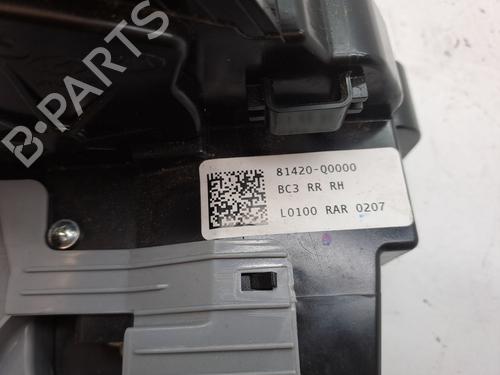 B-PARTS
81420-Q0000
BC3 RR RH
L0100 RAR 0207